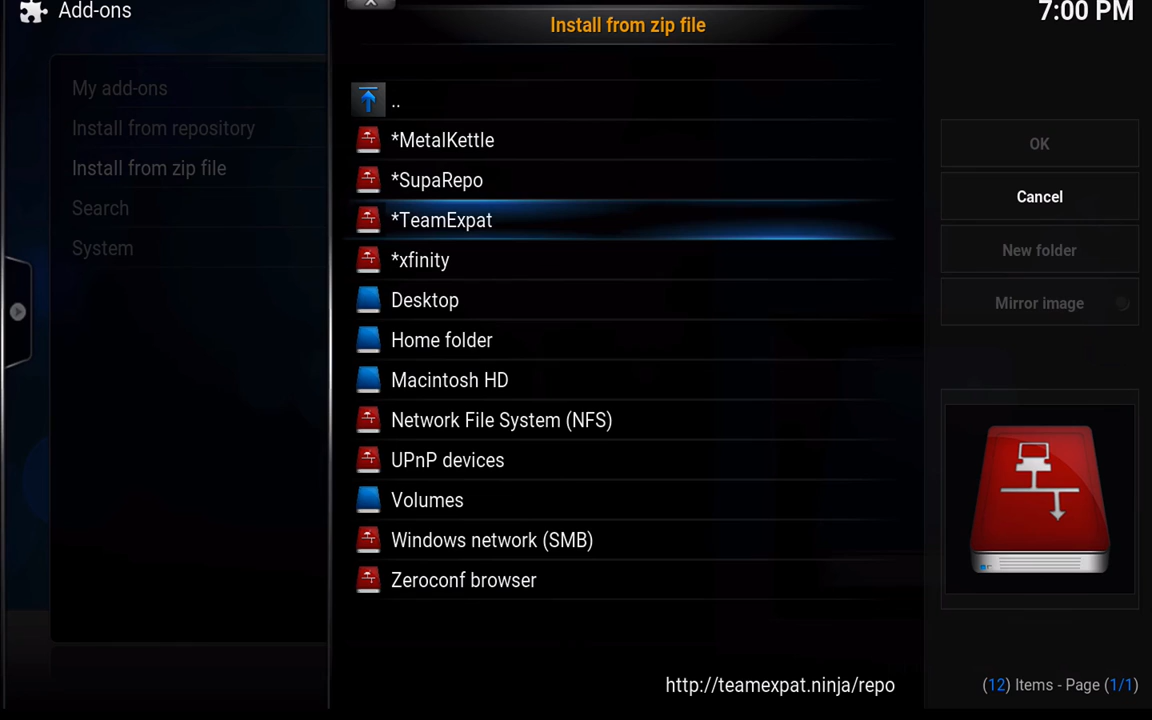 Add-ons
My add-ons
Install from repository
Install from zip file
Search
System
Install from zip file
..
*MetalKettle
*SupaRepo
*TeamExpat
*xfinity
Desktop
Home folder
Macintosh HD
Network File System (NFS)
UPnP devices
Volumes
Windows network (SMB)
Zeroconf browser
http://teamexpat.ninja/repo
7:00 PM
OK
Cancel
New folder
Mirror image
(12) Items - Page (1/1)